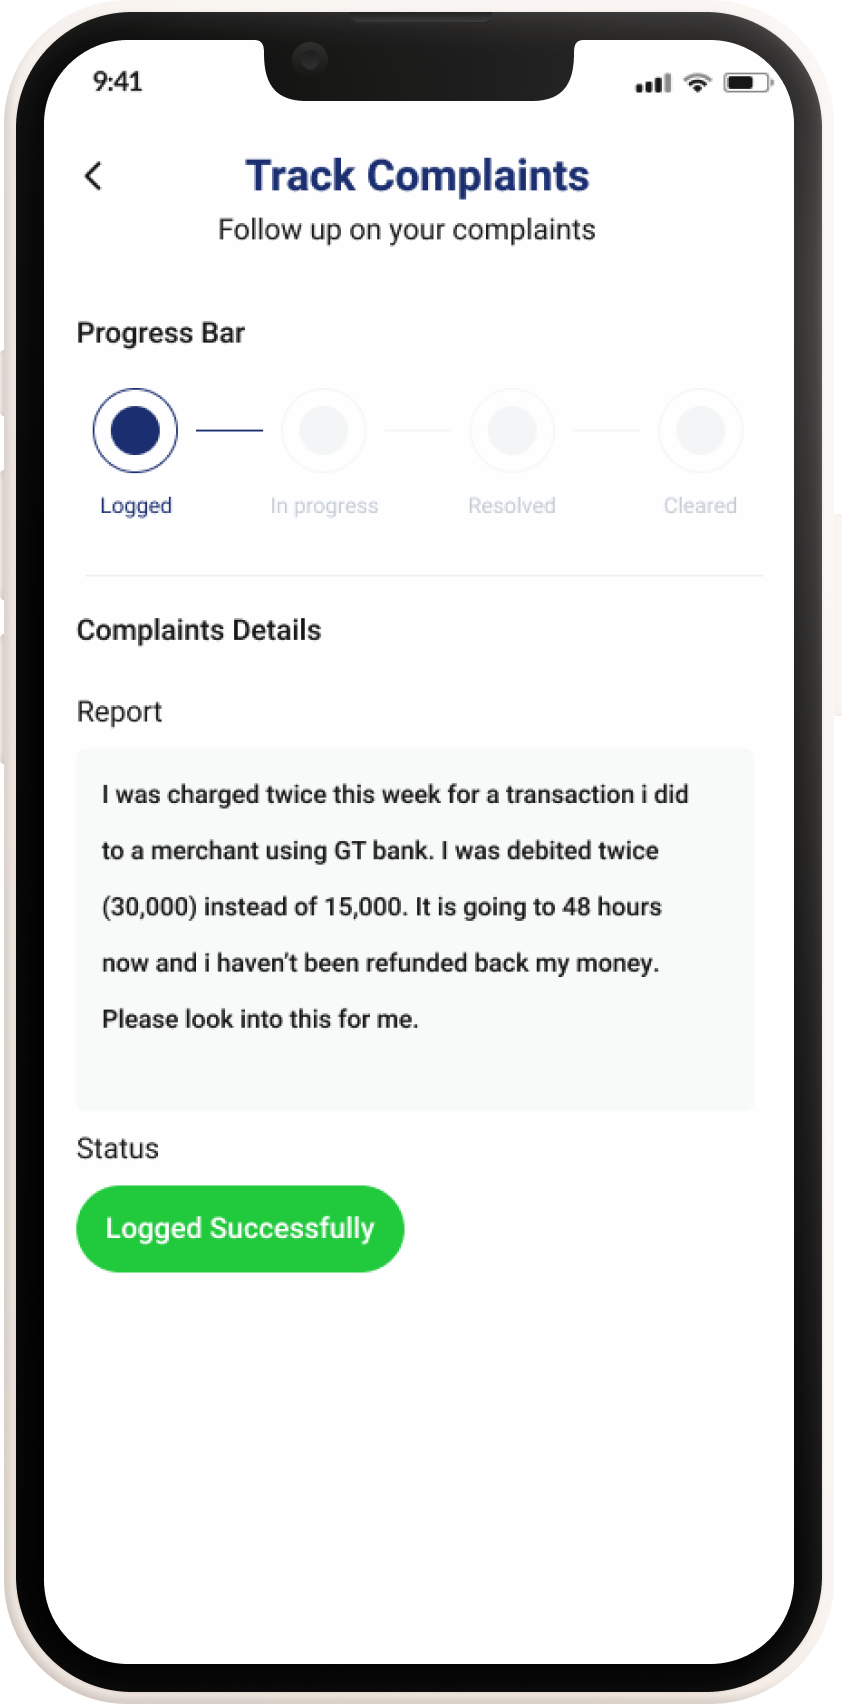 9:41
Track Complaints
Follow up on your complaints
Progress Bar
Logged
In progress
Resolved
Cleared
Complaints Details
Report
I was charged twice this week for a transaction i did
to a merchant using GT bank. I was debited twice
(30,000) instead of 15,000. It is going to 48 hours
now and i haven’t been refunded back my money.
Please look into this for me.
Status
Logged Successfully